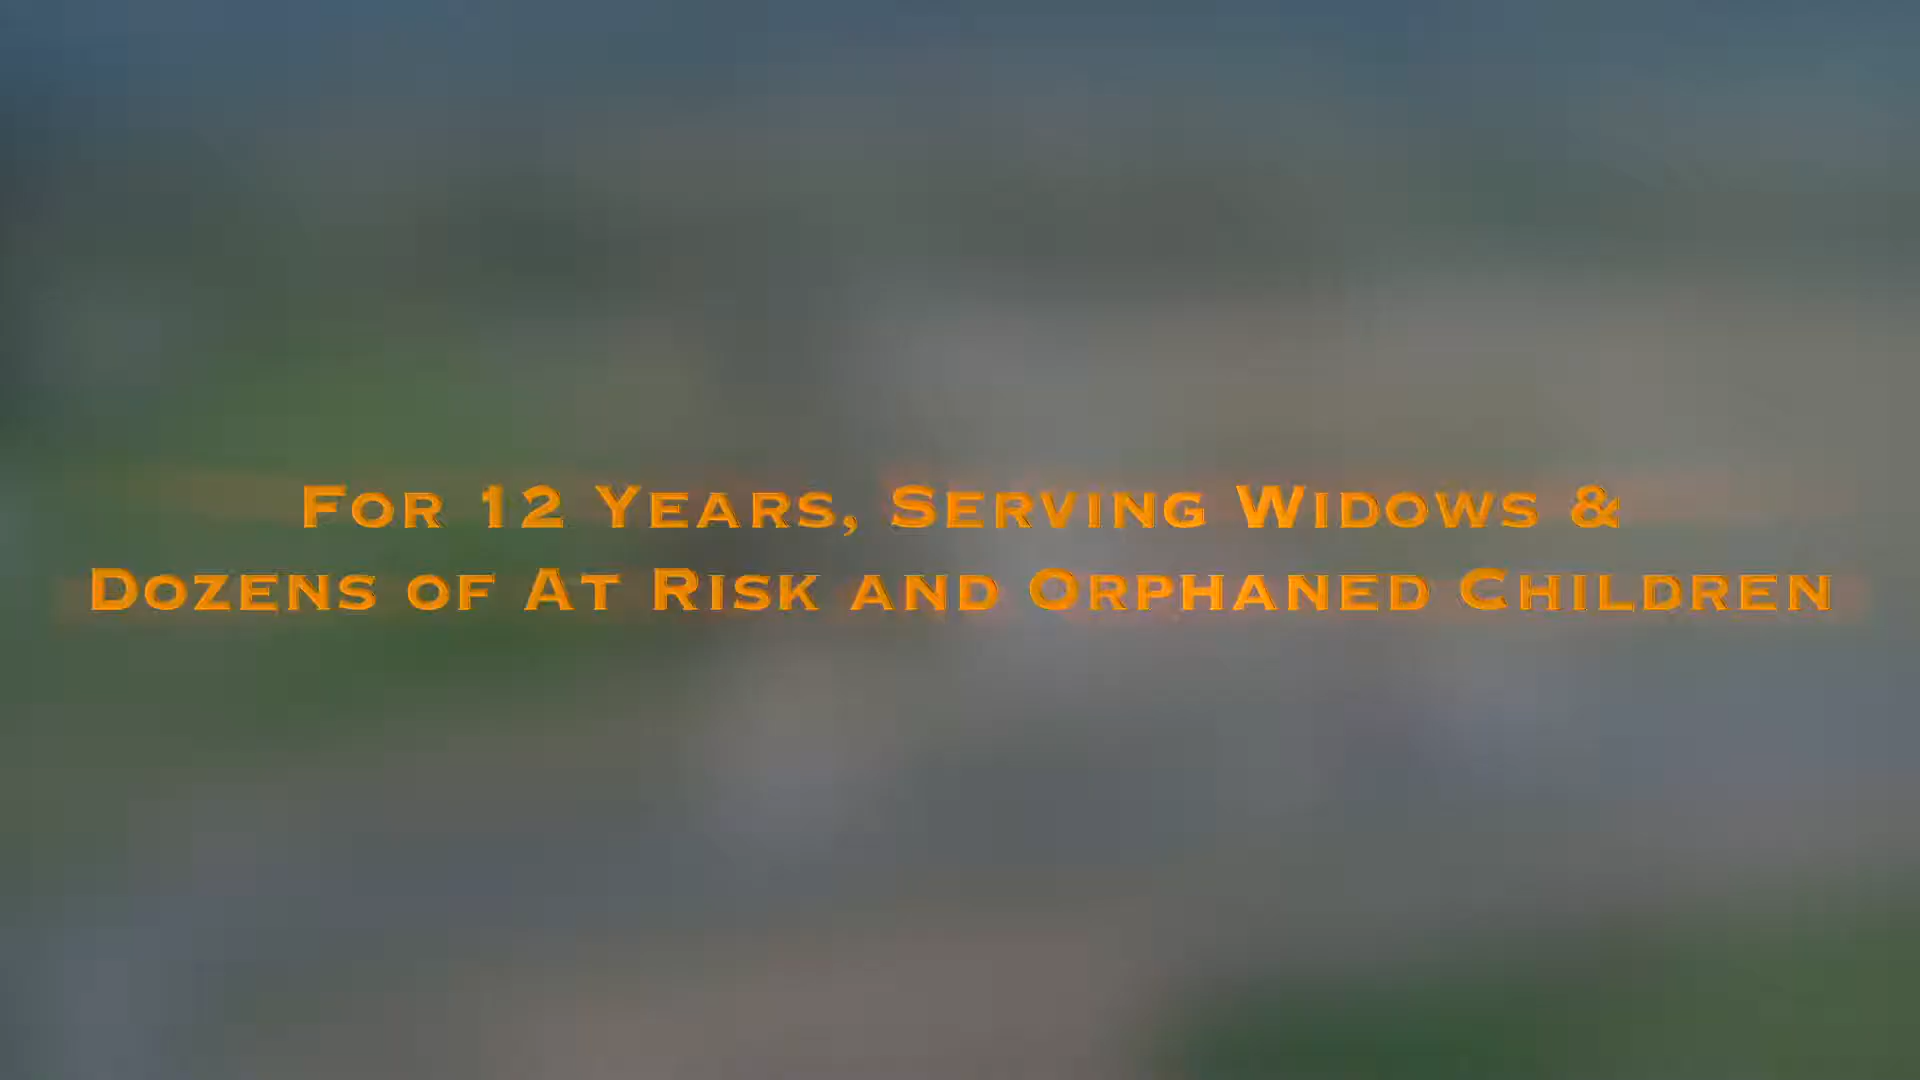 For 12 Years, Serving Widows &
Dozens of At Risk and Orphaned Children